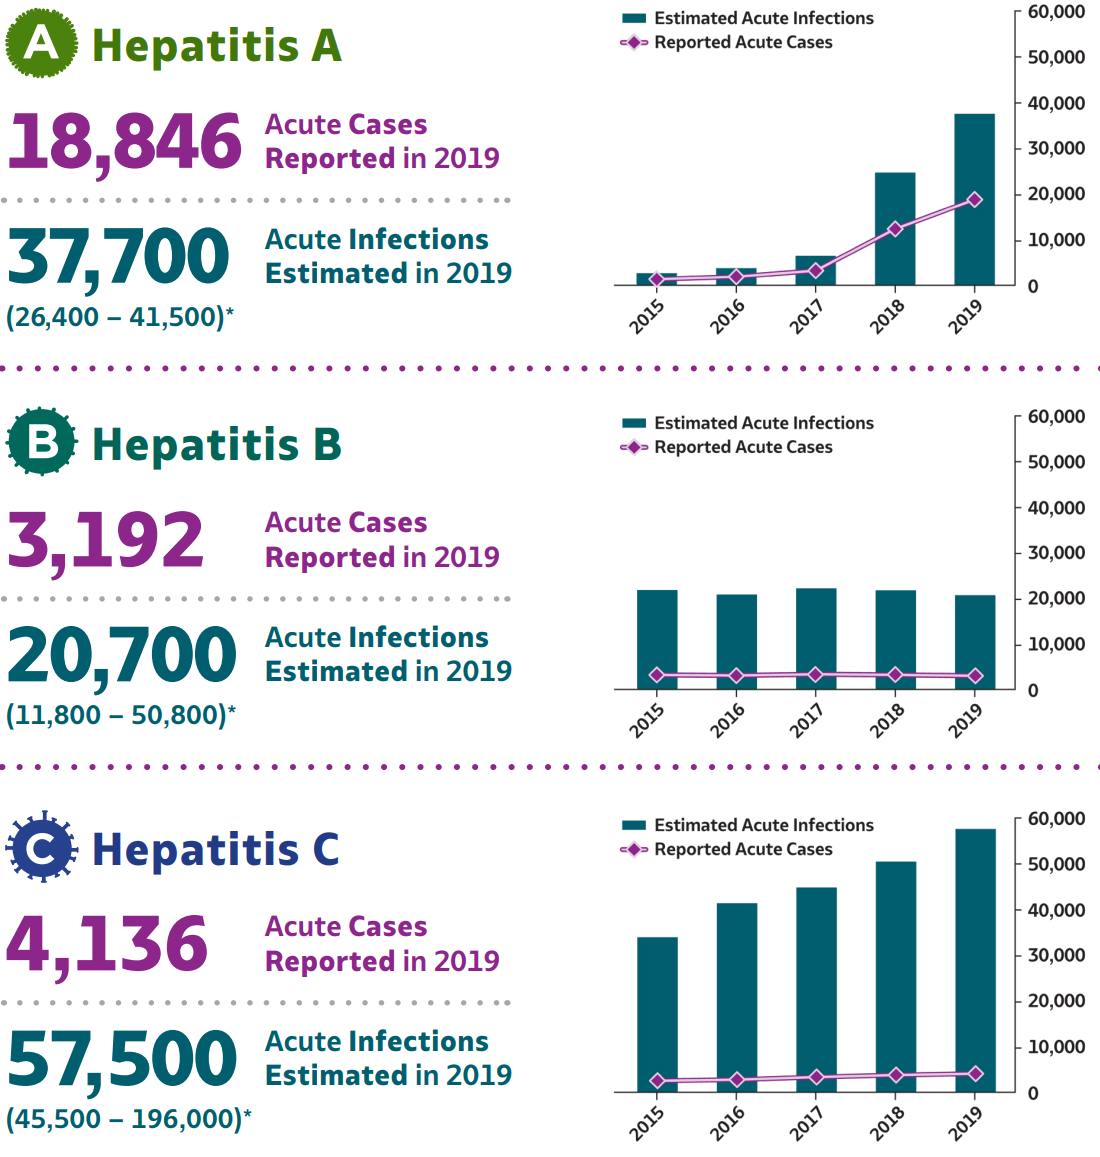 A Hepatitis A
18,846
Acute Cases
Reported in 2019
37,700
Acute Infections
Estimated in 2019
(26,400 – 41,500)*
Estimated Acute Infections
Reported Acute Cases
60,000
50,000
40,000
30,000
20,000
10,000
0
2015 2016 2017 2018 2019
B Hepatitis B
3,192
Acute Cases
Reported in 2019
20,700
Acute Infections
Estimated in 2019
(11,800 – 50,800)*
Estimated Acute Infections
Reported Acute Cases
60,000
50,000
40,000
30,000
20,000
10,000
0
2015 2016 2017 2018 2019
C Hepatitis C
4,136
Acute Cases
Reported in 2019
57,500
Acute Infections
Estimated in 2019
(45,500 – 196,000)*
Estimated Acute Infections
Reported Acute Cases
60,000
50,000
40,000
30,000
20,000
10,000
0
2015 2016 2017 2018 2019